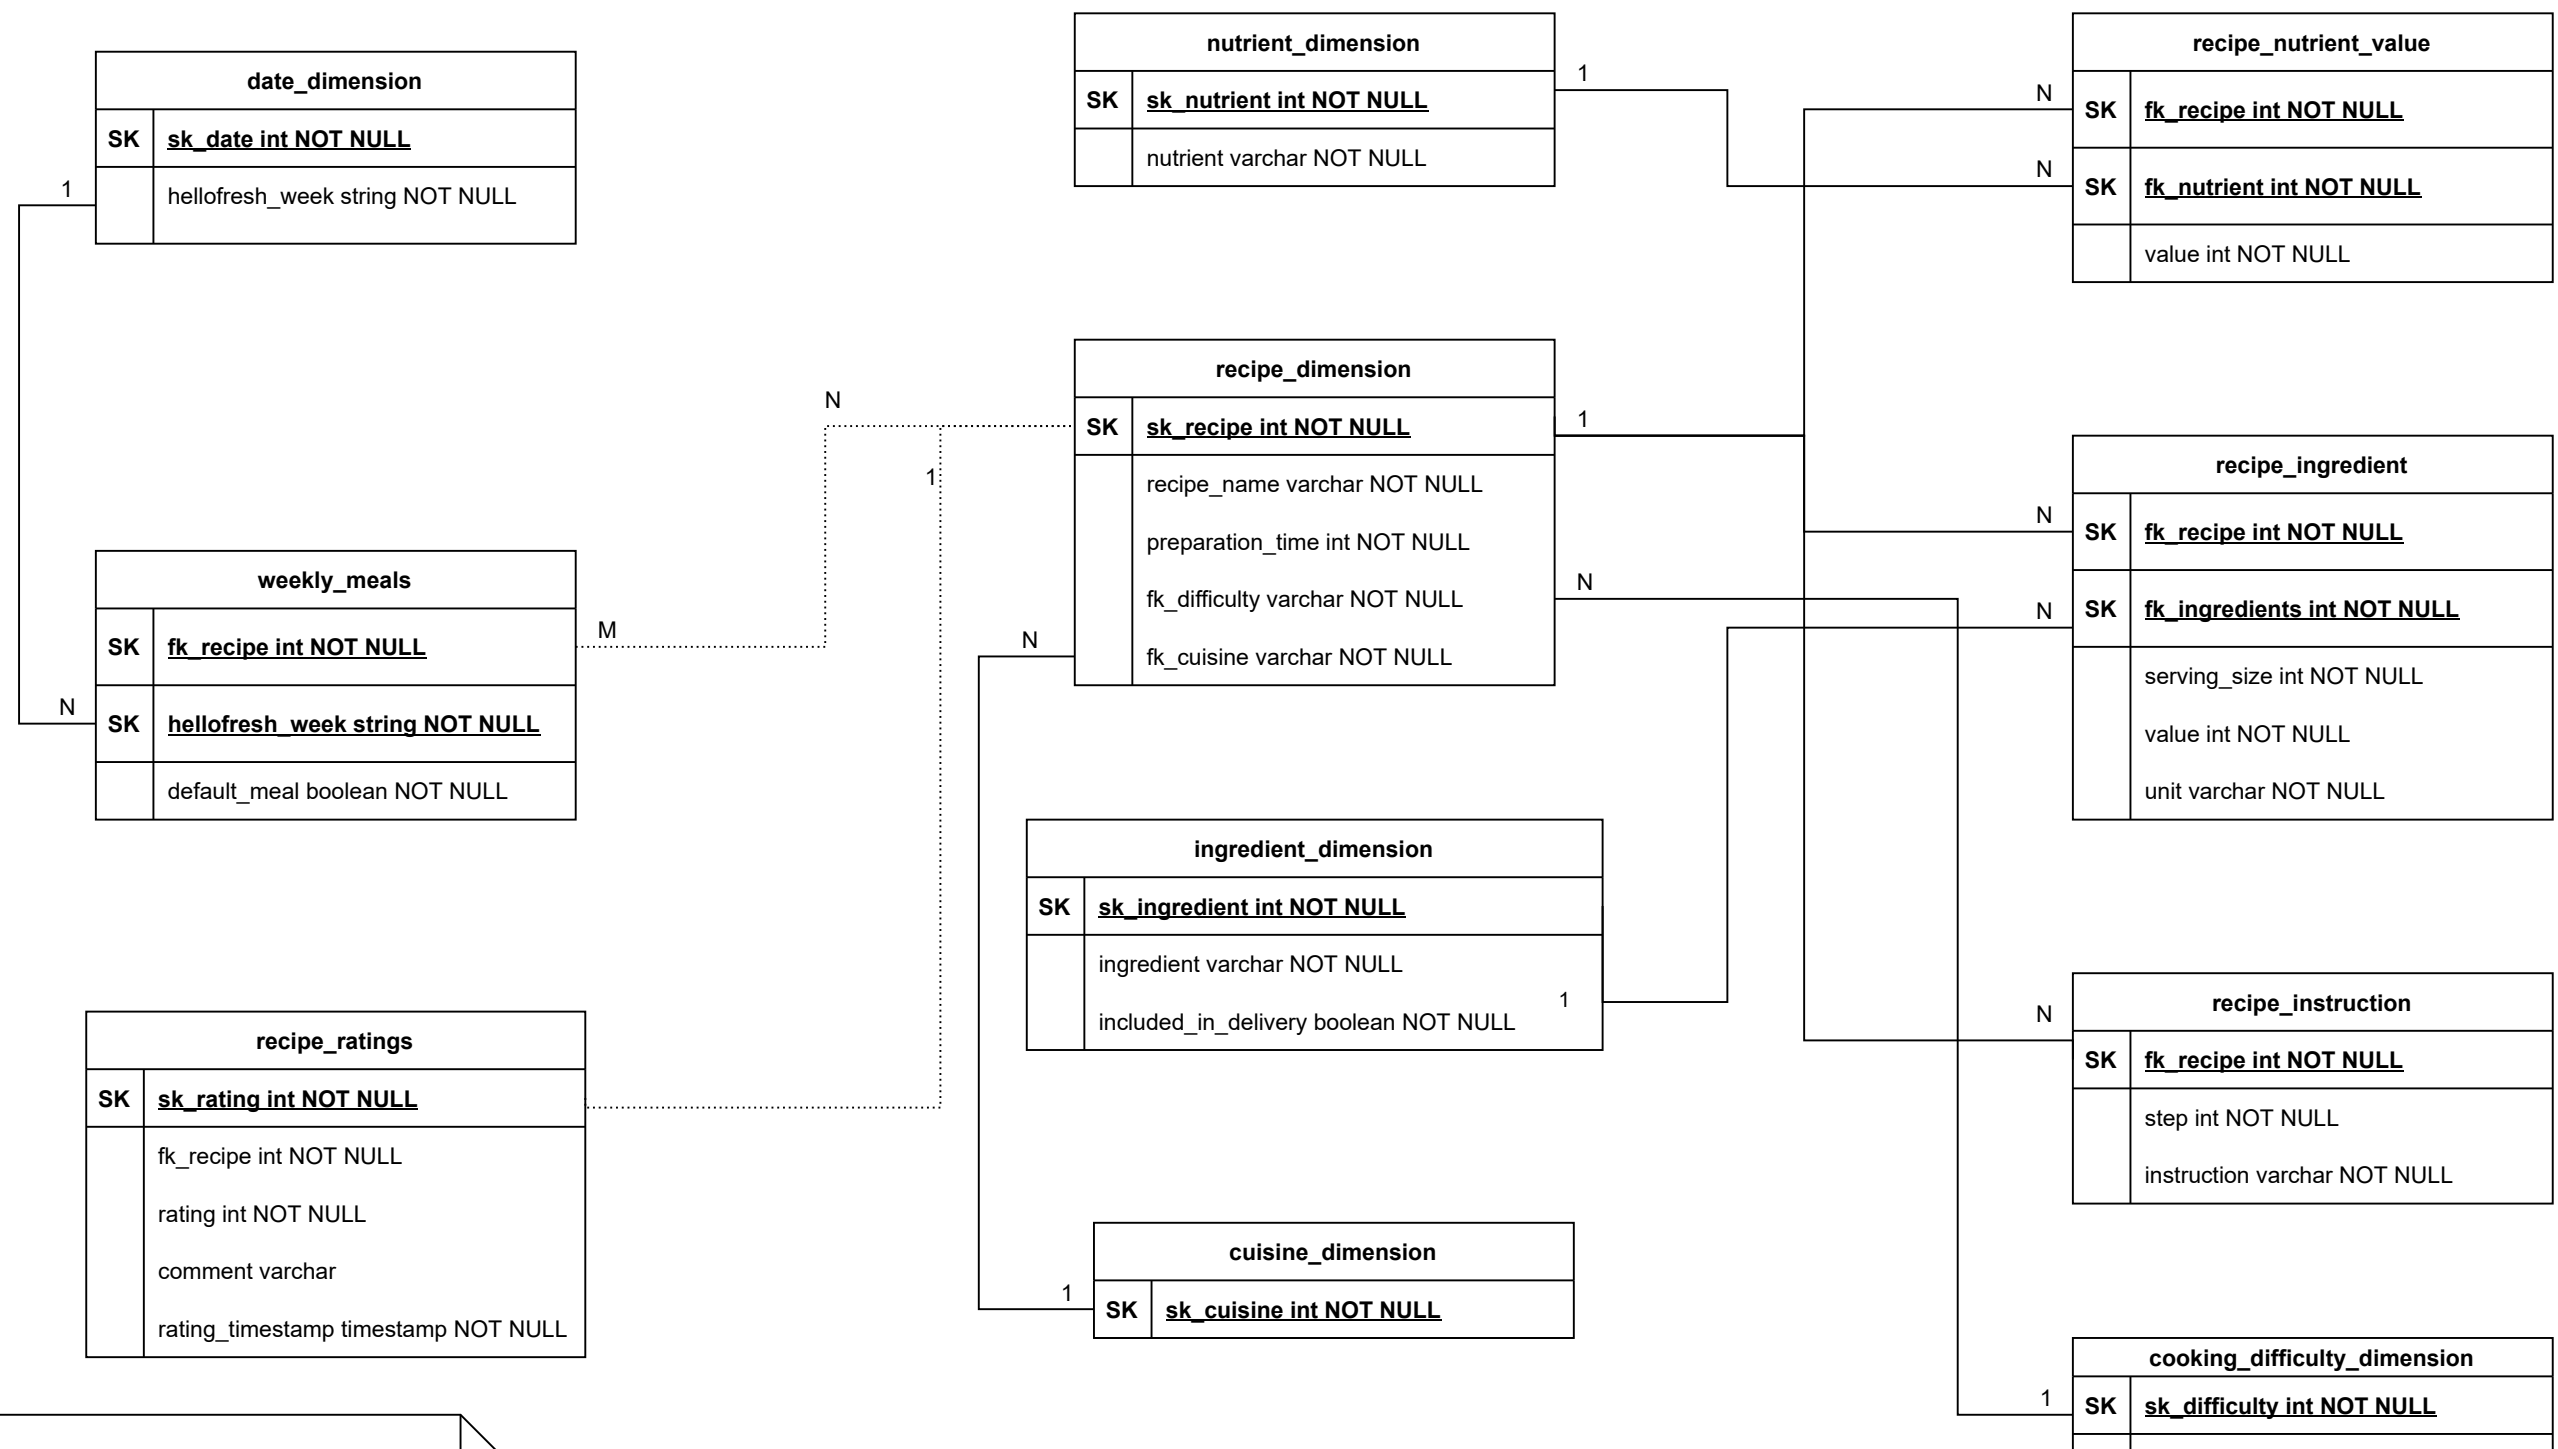 date_dimension
SK sk_date int NOT NULL
hellofresh_week string NOT NULL
1
N
weekly_meals
SK fk_recipe int NOT NULL
SK hellofresh_week string NOT NULL
default_meal boolean NOT NULL
M
N
1
recipe_ratings
SK sk_rating int NOT NULL
fk_recipe int NOT NULL
rating int NOT NULL
comment varchar
rating_timestamp timestamp NOT NULL
nutrient_dimension
SK sk_nutrient int NOT NULL
nutrient varchar NOT NULL
1
recipe_dimension
SK sk_recipe int NOT NULL
recipe_name varchar NOT NULL
preparation_time int NOT NULL
fk_difficulty varchar NOT NULL
fk_cuisine varchar NOT NULL
1
N
N
ingredient_dimension
SK sk_ingredient int NOT NULL
ingredient varchar NOT NULL
included_in_delivery boolean NOT NULL
1
cuisine_dimension
SK sk_cuisine int NOT NULL
1
recipe_nutrient_value
SK fk_recipe int NOT NULL
SK fk_nutrient int NOT NULL
value int NOT NULL
N
N
recipe_ingredient
SK fk_recipe int NOT NULL
SK fk_ingredients int NOT NULL
serving_size int NOT NULL
value int NOT NULL
unit varchar NOT NULL
N
N
recipe_instruction
SK fk_recipe int NOT NULL
step int NOT NULL
instruction varchar NOT NULL
N
cooking_difficulty_dimension
SK sk_difficulty int NOT NULL
1